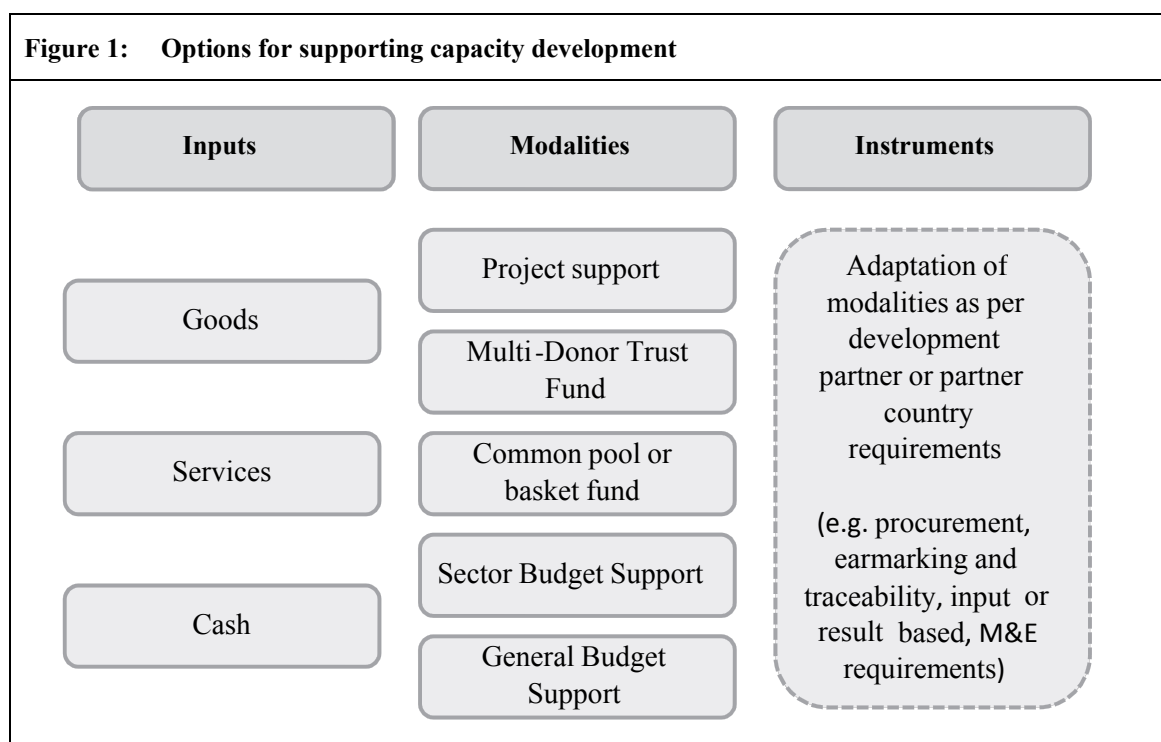 Figure 1: Options for supporting capacity development
Inputs
Modalities
Instruments
Goods
Services
Cash
Project support
Multi-Donor Trust
Fund
Common pool or
basket fund
Sector Budget Support
General Budget
Support
Adaptation of
modalities as per
development
partner or partner
country
requirements
(e.g. procurement,
earmarking and
traceability, input or
result based, M&E
requirements)